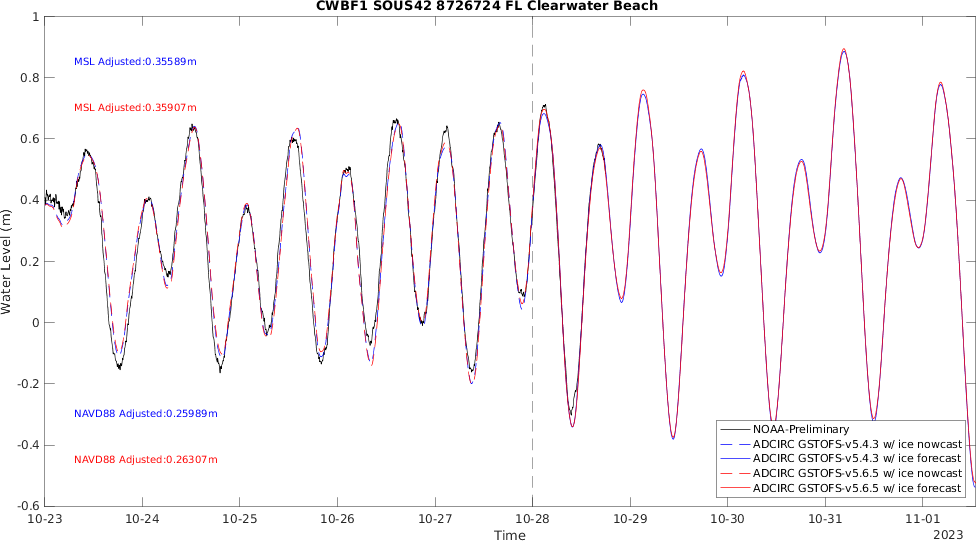 CWBF1 SOUS42 8726724 FL Clearwater Beach
1
0.8
0.6
0.4
0.2
0
-0.2
-0.4
-0.6
Water Level (m)
MSL Adjusted:0.35589m
MSL Adjusted:0.35907m
NAVD88 Adjusted:0.25989m
NAVD88 Adjusted:0.26307m
NOAA-Preliminary
ADCIRC GSTOFS-v5.4.3 w/ ice nowcast
ADCIRC GSTOFS-v5.4.3 w/ ice forecast
ADCIRC GSTOFS-v5.6.5 w/ ice nowcast
ADCIRC GSTOFS-v5.6.5 w/ ice forecast
10-23 10-24 10-25 10-26 10-27 10-28 10-29 10-30 10-31 11-01
Time
2023